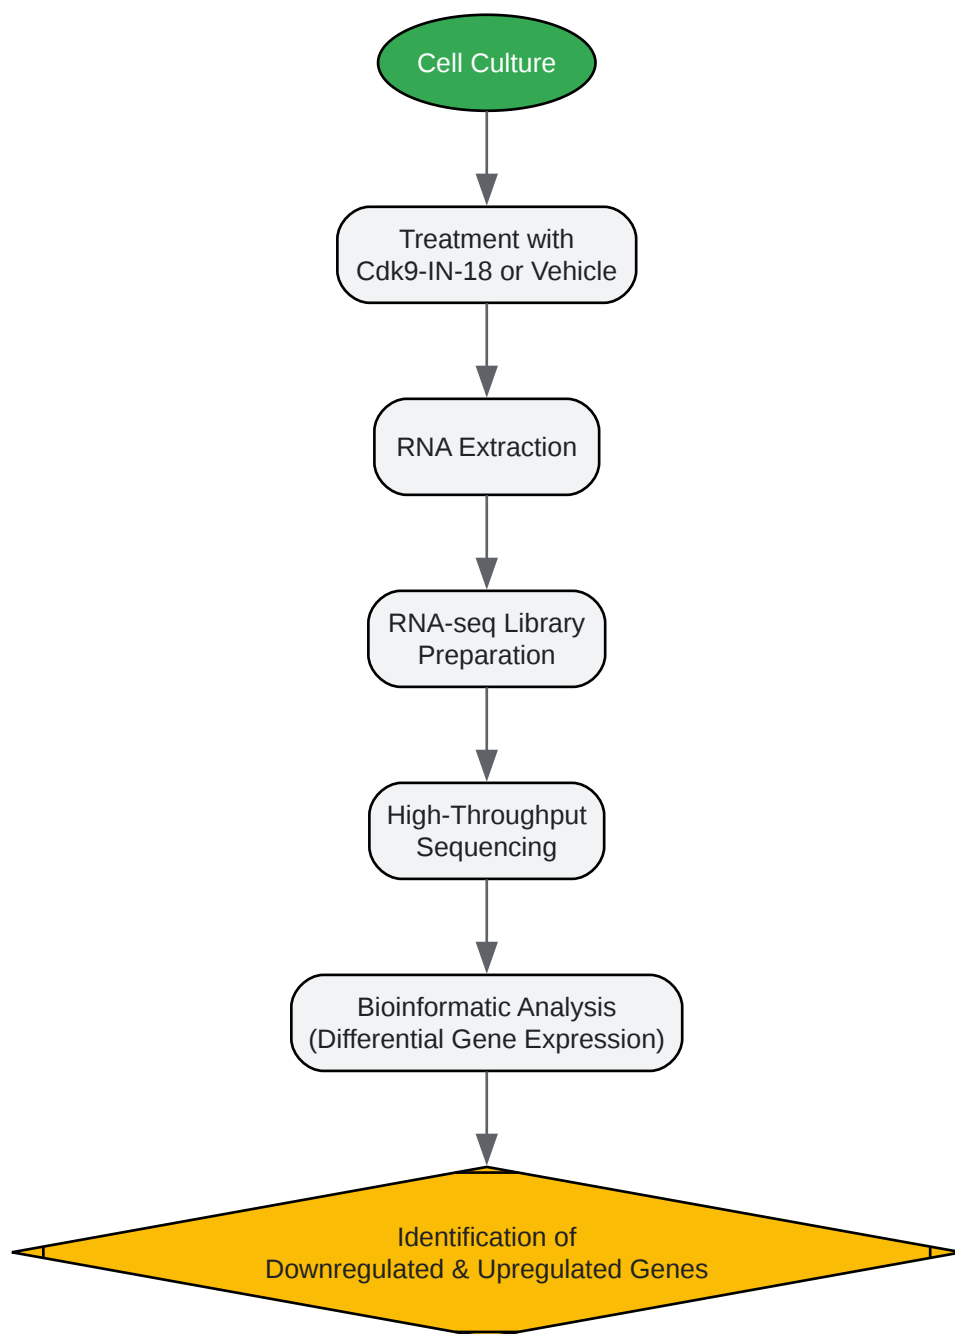 Cell Culture
Treatment with
Cdk9-IN-18 or Vehicle
RNA Extraction
RNA-seq Library
Preparation
High-Throughput
Sequencing
Bioinformatic Analysis
(Differential Gene Expression)
Identification of
Downregulated & Upregulated Genes